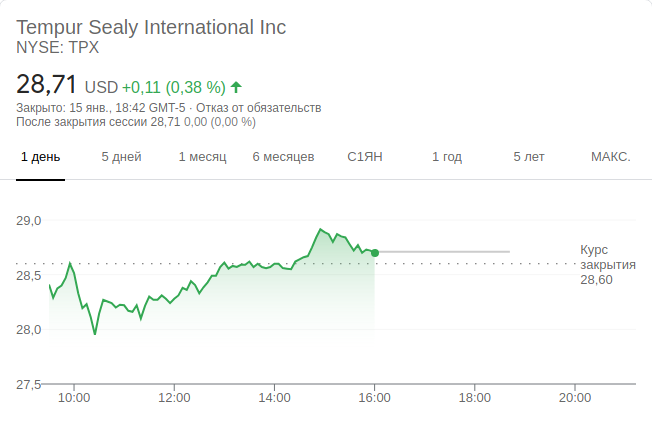 Tempur Sealy International Inc
NYSE: TPX
28,71 USD +0,11 (0,38 %)
Закрыто: 15 янв., 18:42 GMT-5 · Отказ от обязательств
После закрытия сессии 28,71 0,00 (0,00 %)
1 день 5 дней 1 месяц 6 месяцев С1ЯН 1 год 5 лет МАКС.
29,0
Курс
закрытия
28,60
28,5
28,0
27,5
10:00 12:00 14:00 16:00 18:00 20:00